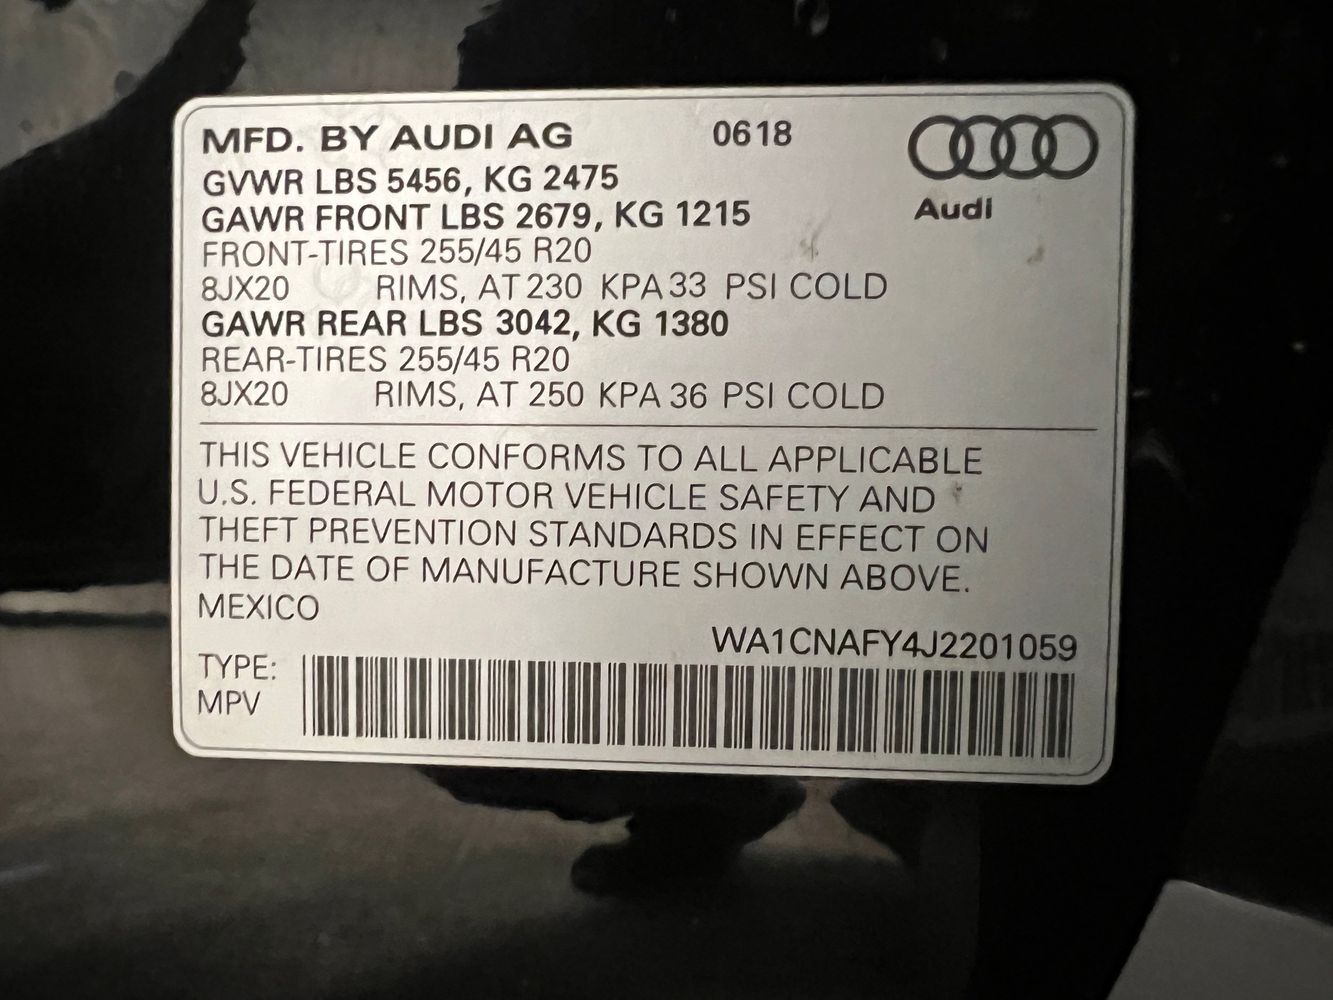 MFD. BY AUDI AG 0618
Audi
GVWR LBS 5456, KG 2475
GAWR FRONT LBS 2679, KG 1215
FRONT-TIRES 255/45 R20
8JX20 RIMS, AT 230 KPA 33 PSI COLD
GAWR REAR LBS 3042, KG 1380
REAR-TIRES 255/45 R20
8JX20 RIMS, AT 250 KPA 36 PSI COLD
THIS VEHICLE CONFORMS TO ALL APPLICABLE
U.S. FEDERAL MOTOR VEHICLE SAFETY AND
THEFT PREVENTION STANDARDS IN EFFECT ON
THE DATE OF MANUFACTURE SHOWN ABOVE.
MEXICO
WA1CNAFY4J2201059
TYPE:
MPV